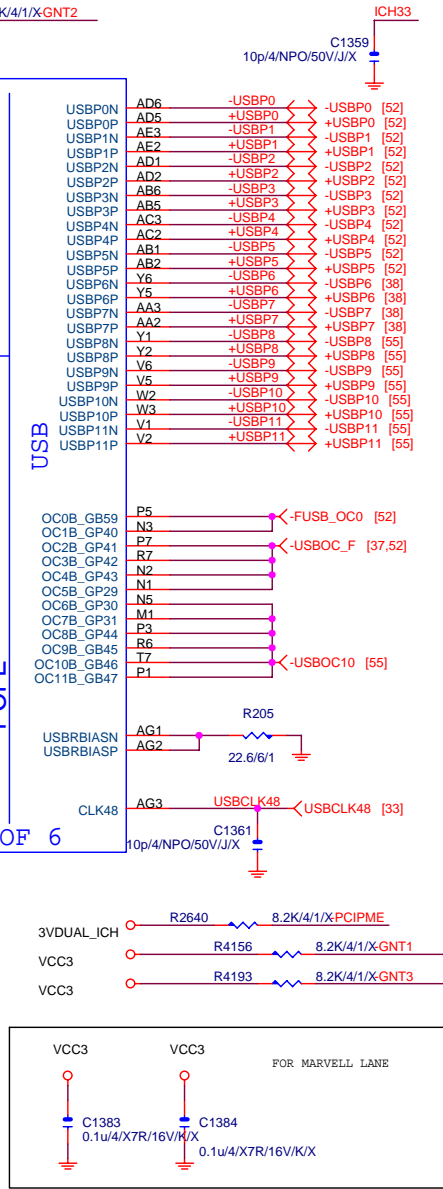 K/4/1/X-GNT2
ICH33
C1359
10p/4/NPO/50V/J/X
USBP0N AD6 -USBP0 -USBP0 [52]
USBP0P AD5 +USBP0 +USBP0 [52]
USBP1N AE3 -USBP1 -USBP1 [52]
USBP1P AE2 +USBP1 +USBP1 [52]
USBP2N AD1 -USBP2 -USBP2 [52]
USBP2P AD2 +USBP2 +USBP2 [52]
USBP3N AB6 -USBP3 -USBP3 [52]
USBP3P AB5 +USBP3 +USBP3 [52]
USBP4N AC3 -USBP4 -USBP4 [52]
USBP4P AC2 +USBP4 +USBP4 [52]
USBP5N AB1 -USBP5 -USBP5 [52]
USBP5P AB2 +USBP5 +USBP5 [52]
USBP6N Y6 -USBP6 -USBP6 [38]
USBP6P Y5 +USBP6 +USBP6 [38]
USBP7N AA3 -USBP7 -USBP7 [38]
USBP7P AA2 +USBP7 +USBP7 [38]
USBP8N Y1 -USBP8 -USBP8 [55]
USBP8P Y2 +USBP8 +USBP8 [55]
USBP9N V6 -USBP9 -USBP9 [55]
USBP9P V5 +USBP9 +USBP9 [55]
USBP10N W2 -USBP10 -USBP10 [55]
USBP10P W3 +USBP10 +USBP10 [55]
USBP11N V1 -USBP11 -USBP11 [55]
USBP11P V2 +USBP11 +USBP11 [55]
USB
OC0B_GB59 P5 -FUSB_OC0 [52]
OC1B_GP40 N3
OC2B_GP41 P7 -USBOC_F [37,52]
OC3B_GP42 R7
OC4B_GP43 N2
OC5B_GP29 N1
OC6B_GP30 N5
OC7B_GP31 M1
OC8B_GP44 P3
OC9B_GB45 R6
OC10B_GB46 T7 -USBOC10 [55]
OC11B_GB47 P1
USBRBIASN AG1 R205
USBRBIASP AG2 22.6/6/1
CLK48 AG3 USBCLK48 USBCLK48 [33]
OF 6
C1361
10p/4/NPO/50V/J/X
3VDUAL_ICH R2640 8.2K/4/1/X-PCIPME
VCC3 R4156 8.2K/4/1/X-GNT1
VCC3 R4193 8.2K/4/1/X-GNT3
VCC3 VCC3 FOR MARVELL LANE
C1383 C1384
0.1u/4/X7R/16V/K/X
0.1u/4/X7R/16V/K/X